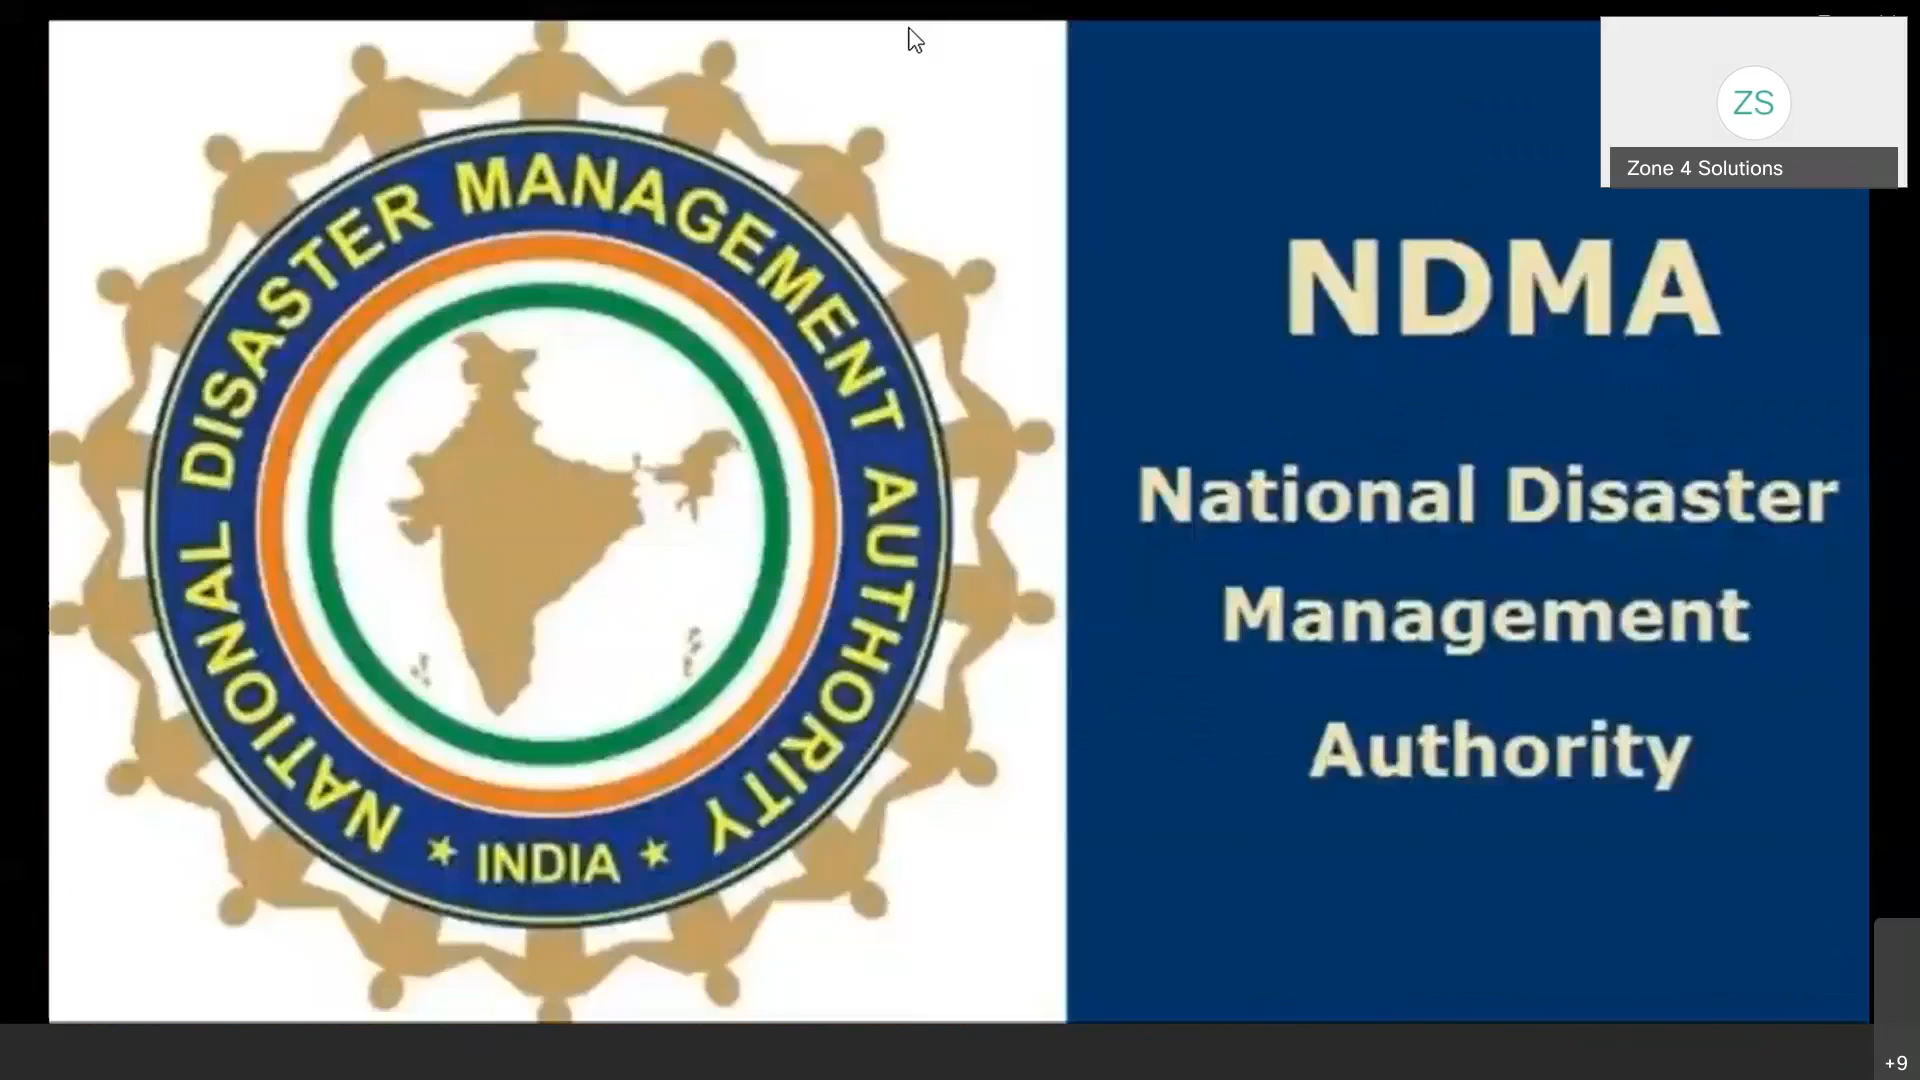 NATIONAL DISASTER MANAGEMENT AUTHORITY
★ INDIA ★
NDMA
National Disaster
Management
Authority
ZS
Zone 4 Solutions
+9